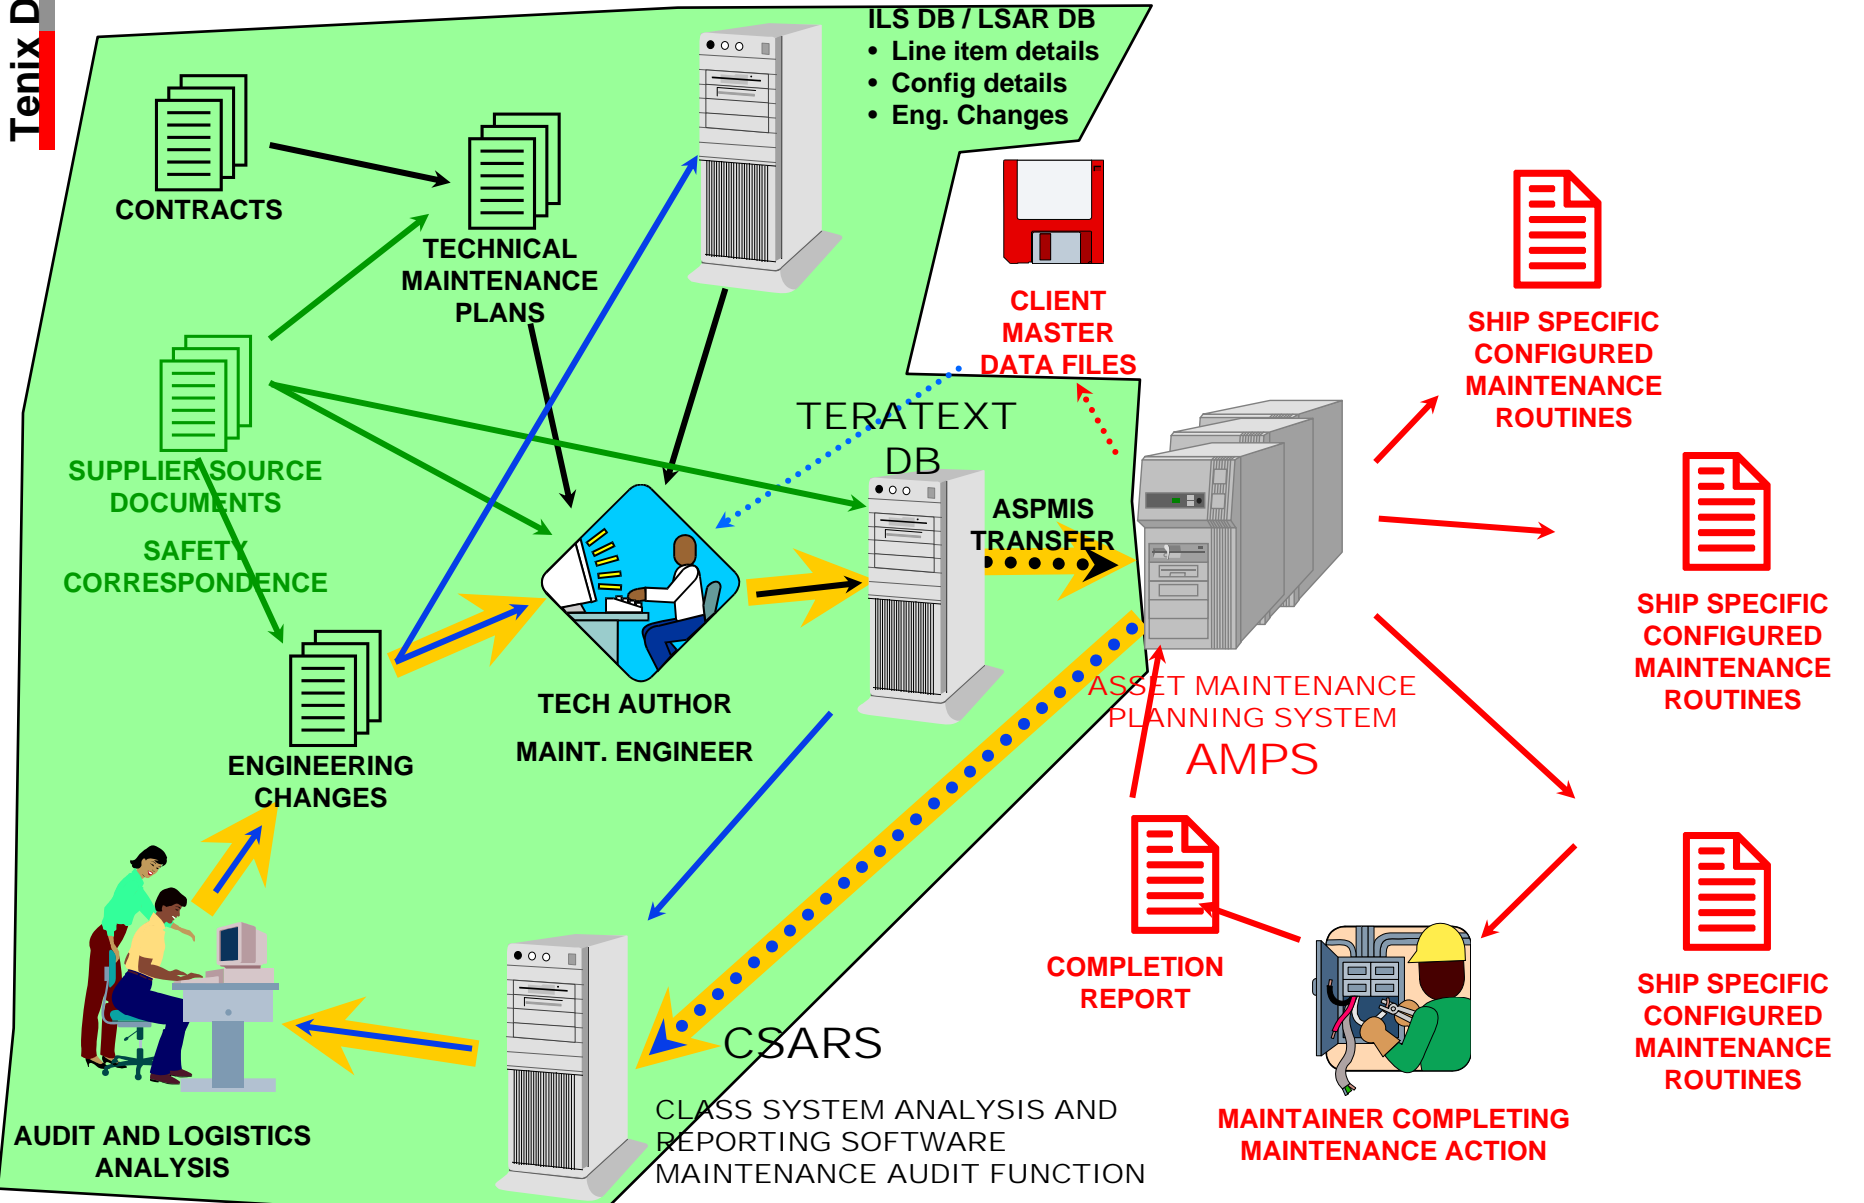 Tenix D
ILS DB / LSAR DB
• Line item details
• Config details
• Eng. Changes
CONTRACTS
TECHNICAL
MAINTENANCE
PLANS
CLIENT
MASTER
DATA FILES
SHIP SPECIFIC
CONFIGURED
MAINTENANCE
ROUTINES
SUPPLIER SOURCE
DOCUMENTS
SAFETY
CORRESPONDENCE
TERATEXT
DB
ASPMIS
TRANSFER
SHIP SPECIFIC
CONFIGURED
MAINTENANCE
ROUTINES
TECH AUTHOR
MAINT. ENGINEER
ASSET MAINTENANCE
PLANNING SYSTEM
AMPS
ENGINEERING
CHANGES
COMPLETION
REPORT
SHIP SPECIFIC
CONFIGURED
MAINTENANCE
ROUTINES
CSARS
CLASS SYSTEM ANALYSIS AND
REPORTING SOFTWARE
MAINTENANCE AUDIT FUNCTION
AUDIT AND LOGISTICS
ANALYSIS
MAINTAINER COMPLETING
MAINTENANCE ACTION